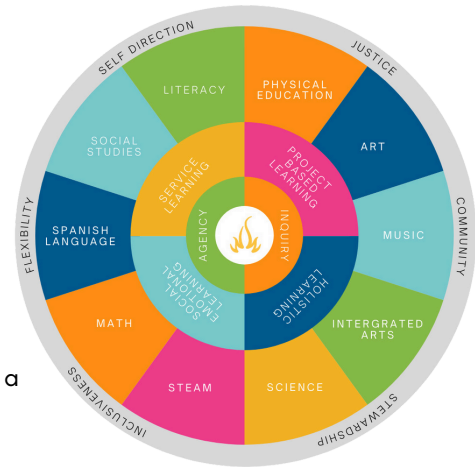 SELF DIRECTION
JUSTICE
COMMUNITY
STEWARDSHIP
INCLUSIVENESS
FLEXIBILITY
LITERACY
PHYSICAL
EDUCATION
ART
MUSIC
INTERGRATED
ARTS
SCIENCE
STEAM
MATH
SPANISH
LANGUAGE
SOCIAL
STUDIES
SERVICE
LEARNING
PROJECT
BASED
LEARNING
HOLISTIC
LEARNING
SOCIAL
EMOTIONAL
LEARNING
AGENCY
INQUIRY
a